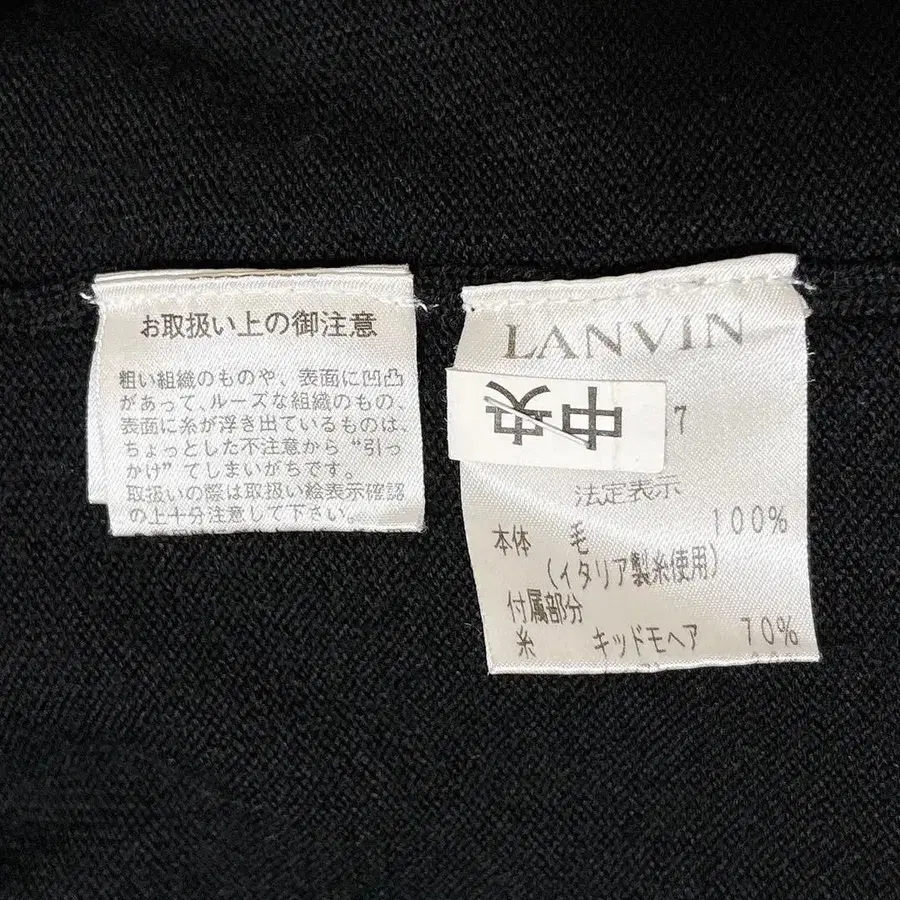 お取扱い上の御注意
粗い組織のものや、表面に凹凸
があって、ルーズな組織のもの、
表面に糸が浮き出ているものは、
ちょっとした不注意から“引っ
かけ”てしまいがちです。
取扱いの際は取扱い絵表示確認
の上十分注意して下さい。
LANVIN
中央
7
法定表示
本体 毛 100%
(イタリア製糸使用)
付属部分
糸 キッドモヘア 70%